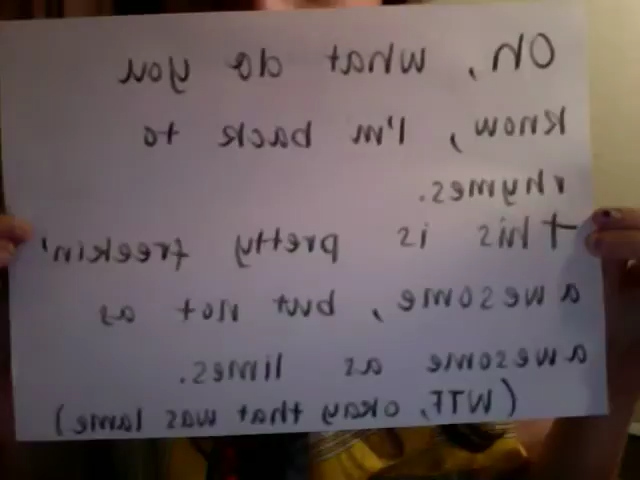 Oh, what do you
know, I'm back to
rhymes.
This is pretty freekin'
awesome, but not as
awesome as limes.
(WTF, okay that was lame)